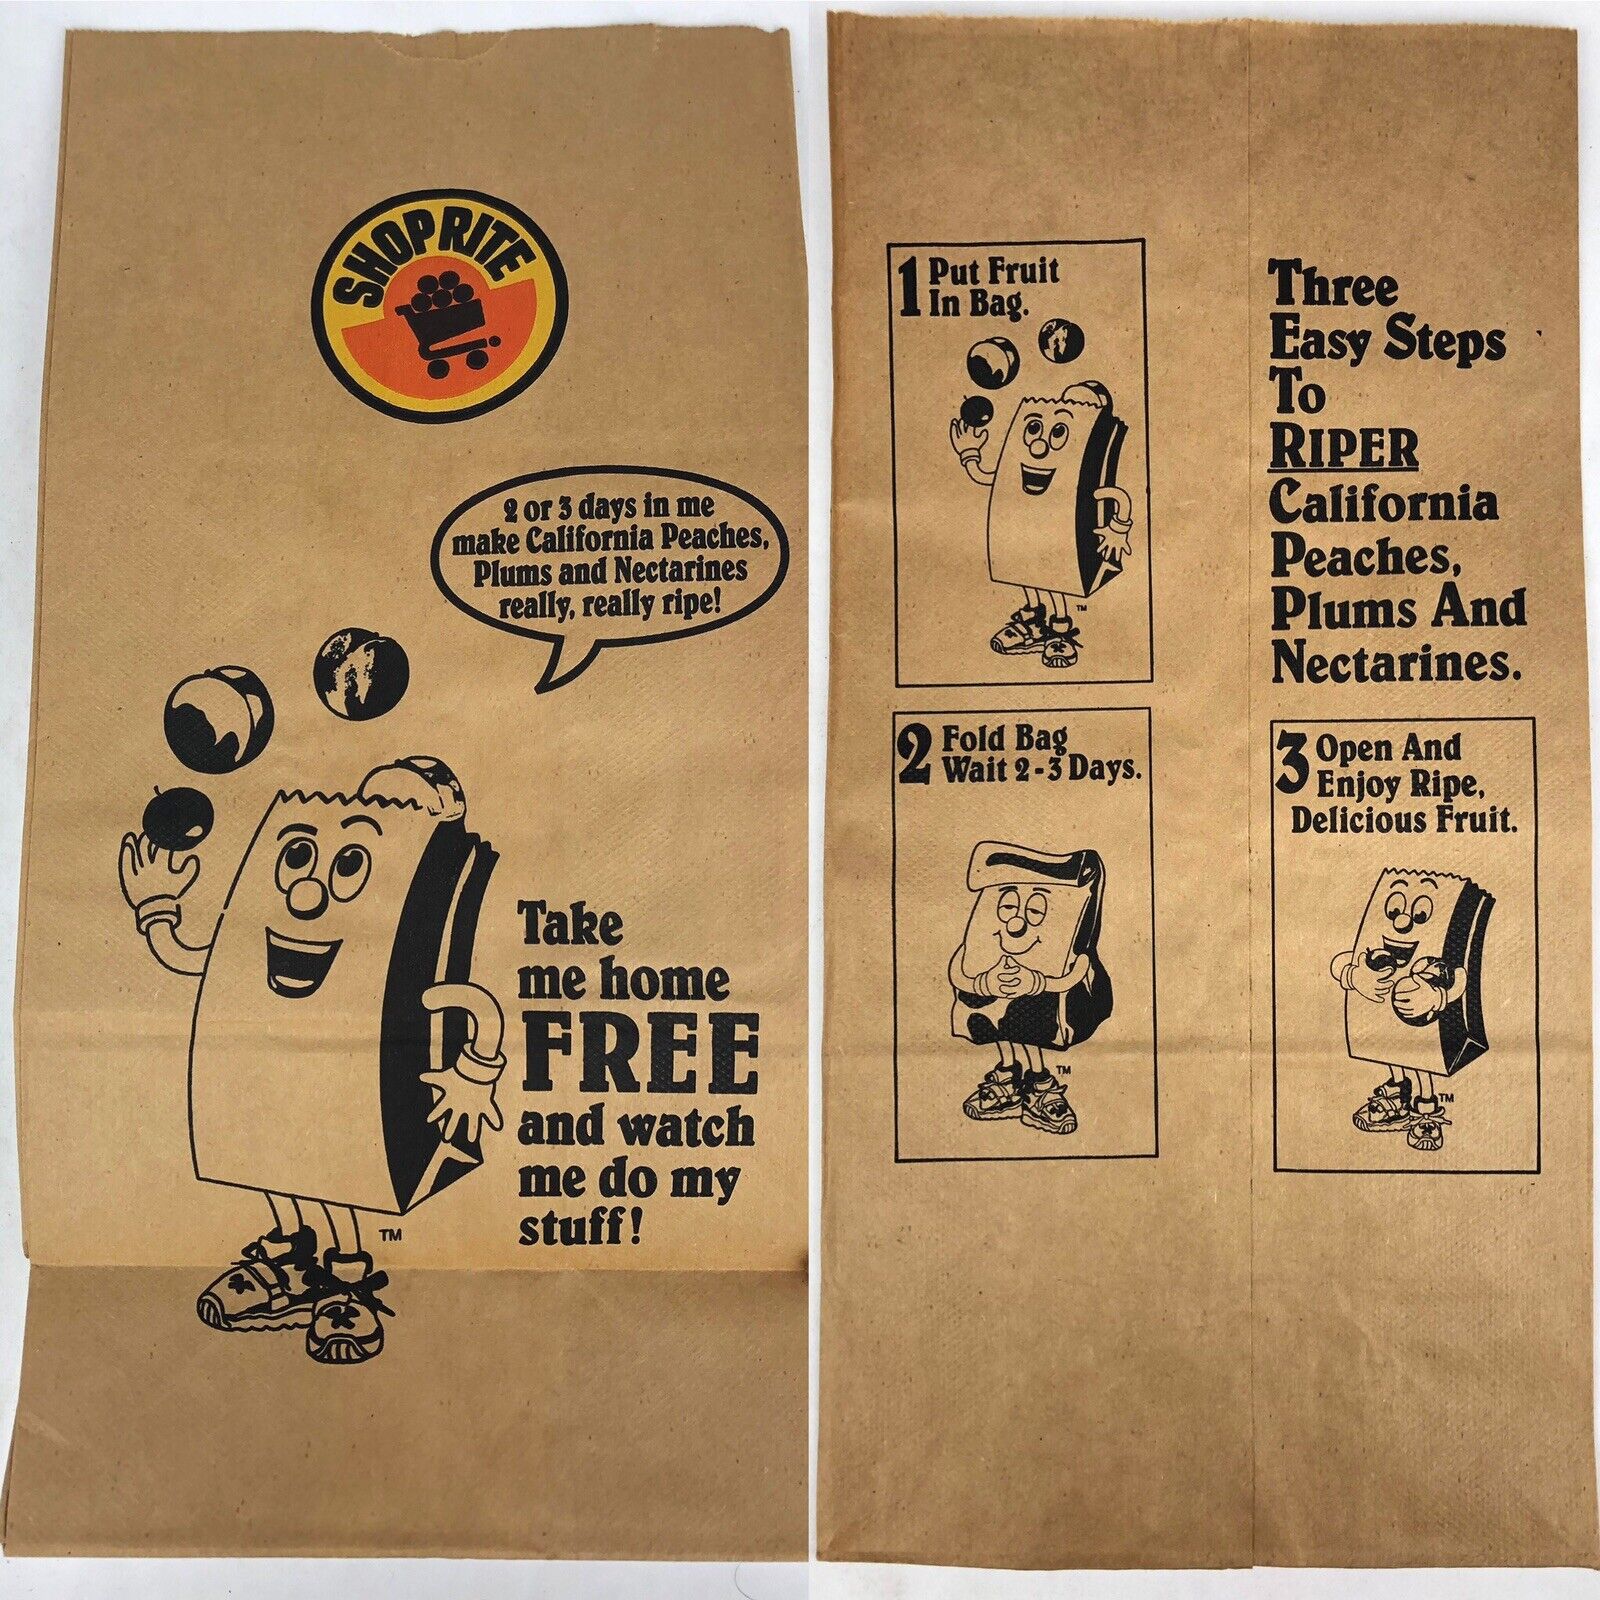 SHOPRITE
2 or 3 days in me
make California Peaches,
Plums and Nectarines
really, really ripe!
Take
me home
FREE
and watch
me do my
stuff!
TM
1 Put Fruit
In Bag.
TM
Three
Easy Steps
To
RIPER
California
Peaches,
Plums And
Nectarines.
2 Fold Bag
Wait 2-3 Days.
TM
3 Open And
Enjoy Ripe,
Delicious Fruit.
TM